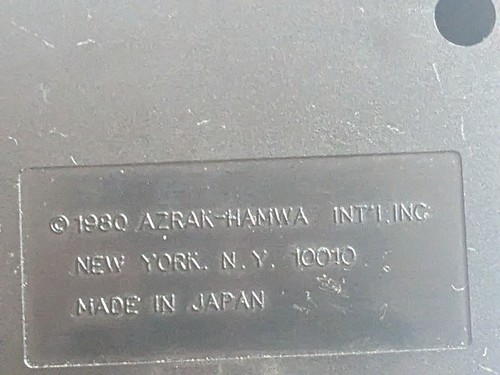 © 1980 AZRAK-HAMWA INT'L.INC
NEW YORK. N.Y. 10010
MADE IN JAPAN